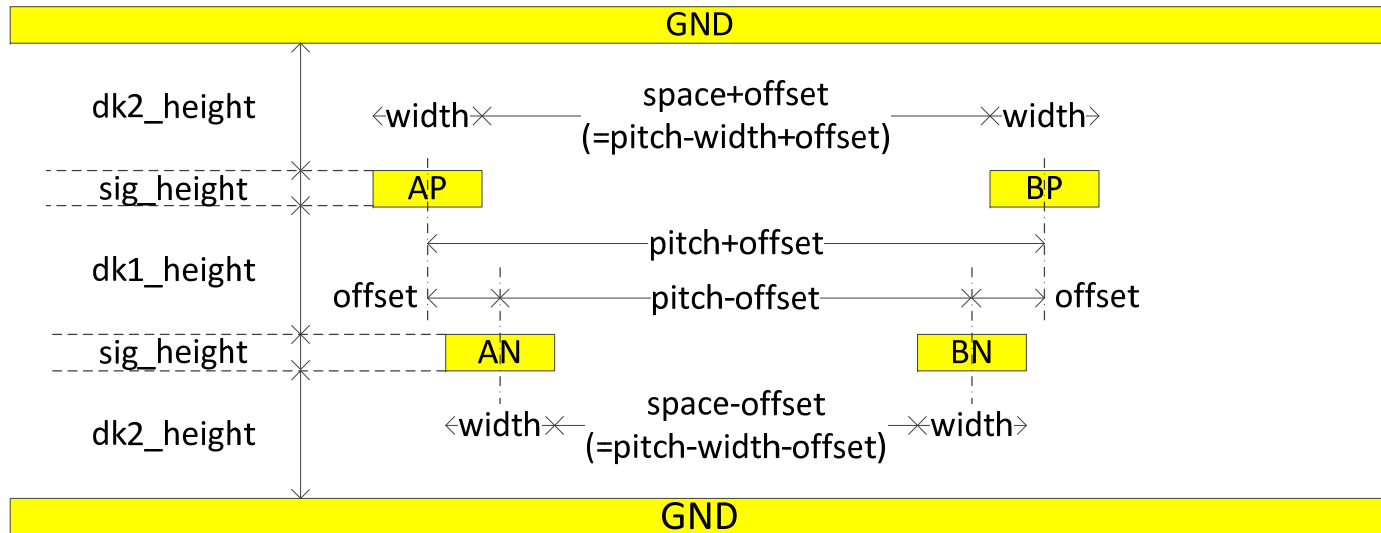 GND
dk2_height
width
space+offset
(=pitch-width+offset)
width
sig_height
AP
BP
pitch+offset
dk1_height
offset
pitch-offset
offset
sig_height
AN
BN
dk2_height
width
space-offset
(=pitch-width-offset)
width
GND